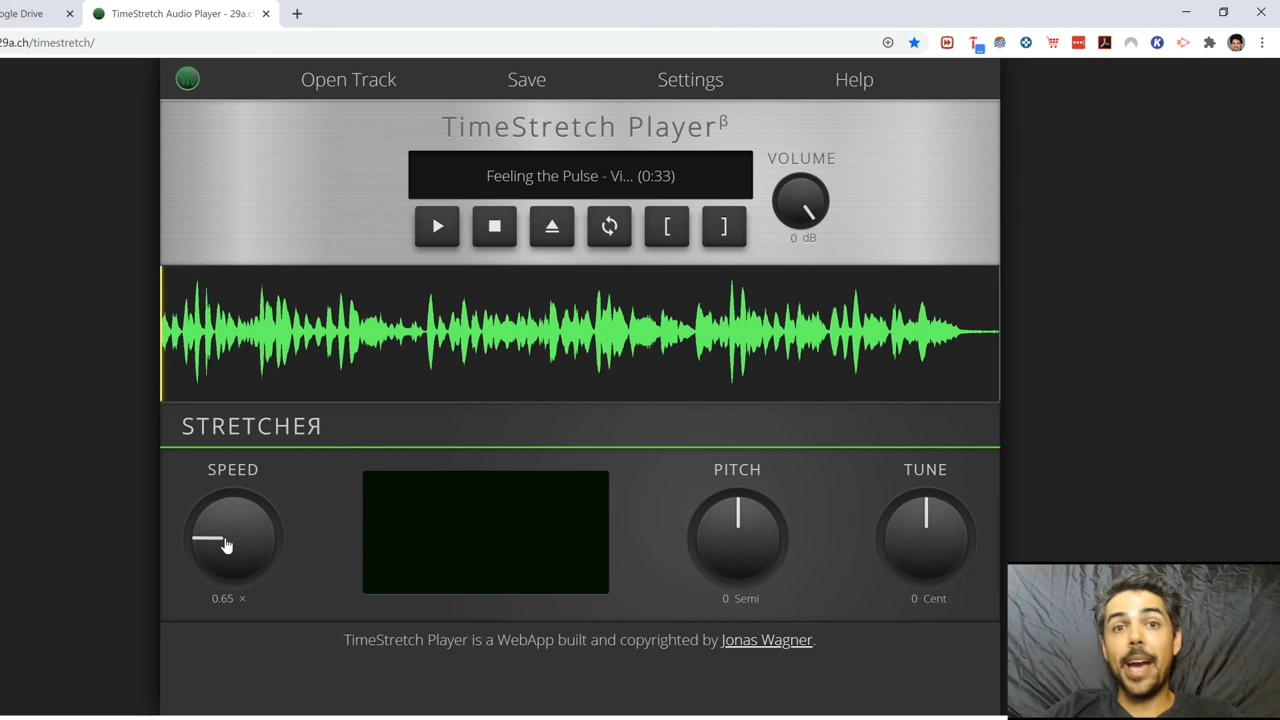 ogle Drive
TimeStretch Audio Player - 29a.c
29a.ch/timestretch/
Open Track Save Settings Help
TimeStretch Playerᵝ
VOLUME
Feeling the Pulse - Vi... (0:33)
[ ]
0 dB
STRETCHEЯ
SPEED PITCH TUNE
0.65 × 0 Semi 0 Cent
TimeStretch Player is a WebApp built and copyrighted by Jonas Wagner.